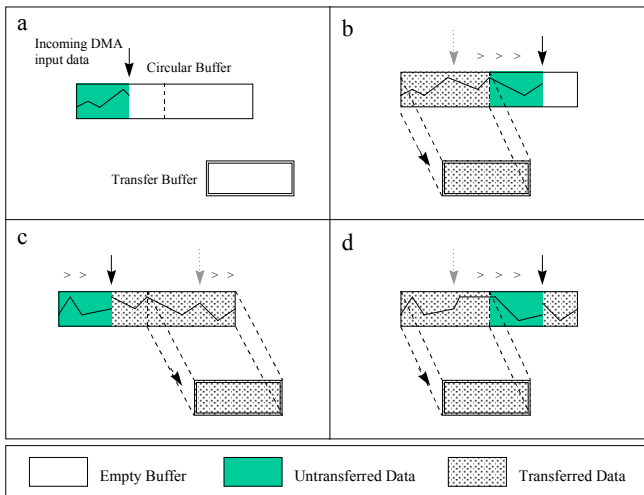 a
Incoming DMA
input data
Circular Buffer
Transfer Buffer
b
> > >
c
> >
> >
d
> > >
Empty Buffer
Untransferred Data
Transferred Data